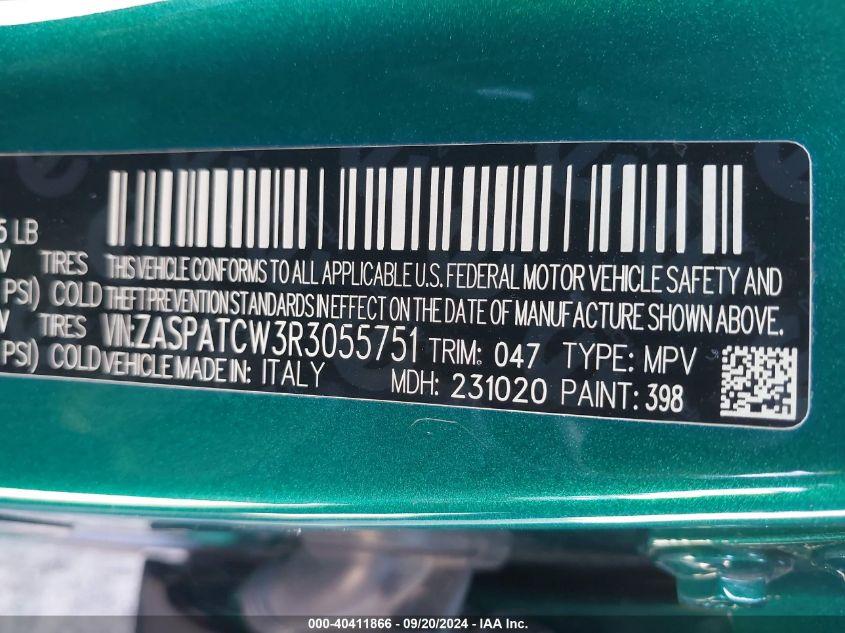 5 LB
V TIRES THIS VEHICLE CONFORMS TO ALL APPLICABLE U.S. FEDERAL MOTOR VEHICLE SAFETY AND
PSI) COLD THEFT PREVENTION STANDARDS IN EFFECT ON THE DATE OF MANUFACTURE SHOWN ABOVE.
V TIRES VIN:ZASPATCW3R3055751 TRIM: 047 TYPE: MPV
PSI) COLD VEHICLE MADE IN: ITALY MDH: 231020 PAINT: 398
000-40411866 / 09/20/2024 - IAA Inc.